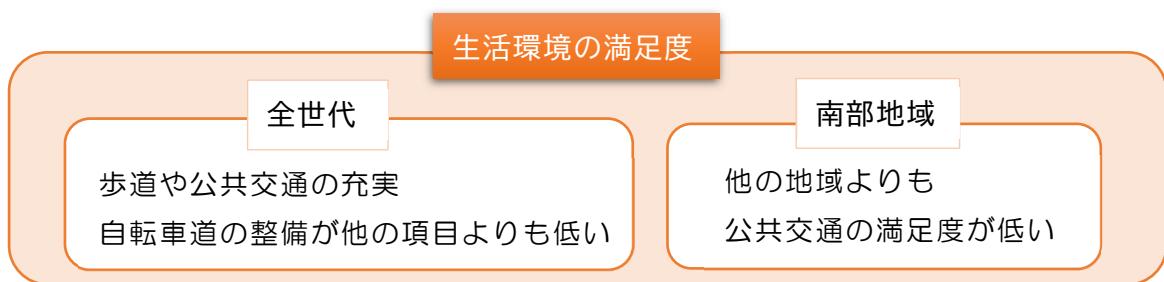 生活環境の満足度
全世代
歩道や公共交通の充実
自転車道の整備が他の項目よりも低い
南部地域
他の地域よりも
公共交通の満足度が低い